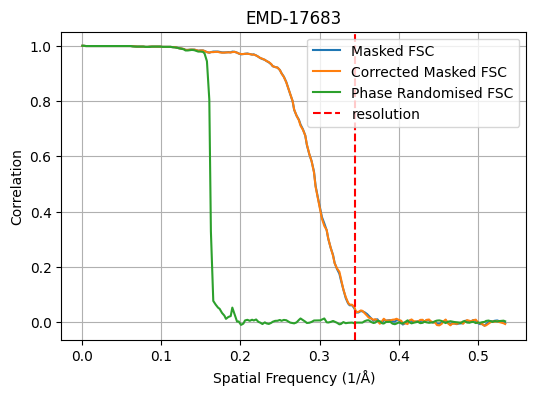 EMD-17683
Masked FSC
Corrected Masked FSC
Phase Randomised FSC
resolution
Correlation
1.0
0.8
0.6
0.4
0.2
0.0
0.0 0.1 0.2 0.3 0.4 0.5
Spatial Frequency (1/Å)